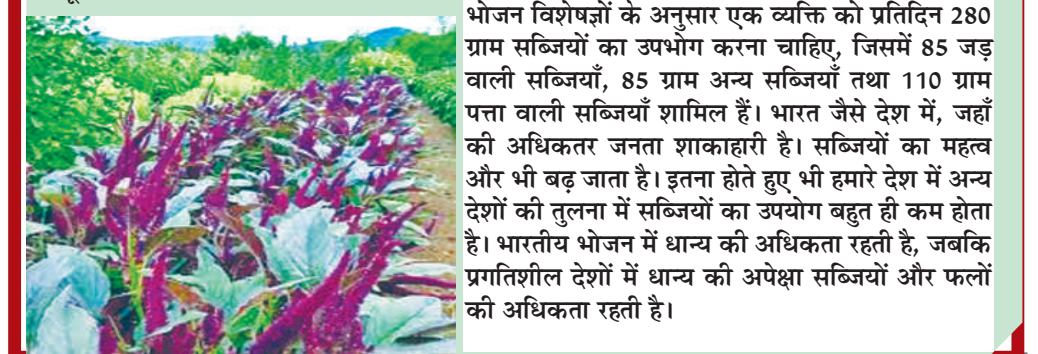 भोजन विशेषज्ञों के अनुसार एक व्यक्ति को प्रतिदिन 280
ग्राम सब्जियों का उपभोग करना चाहिए, जिसमें 85 जड़
वाली सब्जियाँ, 85 ग्राम अन्य सब्जियाँ तथा 110 ग्राम
पत्ता वाली सब्जियाँ शामिल हैं। भारत जैसे देश में, जहाँ
की अधिकतर जनता शाकाहारी है। सब्जियों का महत्व
और भी बढ़ जाता है। इतना होते हुए भी हमारे देश में अन्य
देशों की तुलना में सब्जियों का उपयोग बहुत ही कम होता
है। भारतीय भोजन में धान्य की अधिकता रहती है, जबकि
प्रगतिशील देशों में धान्य की अपेक्षा सब्जियों और फलों
की अधिकता रहती है।